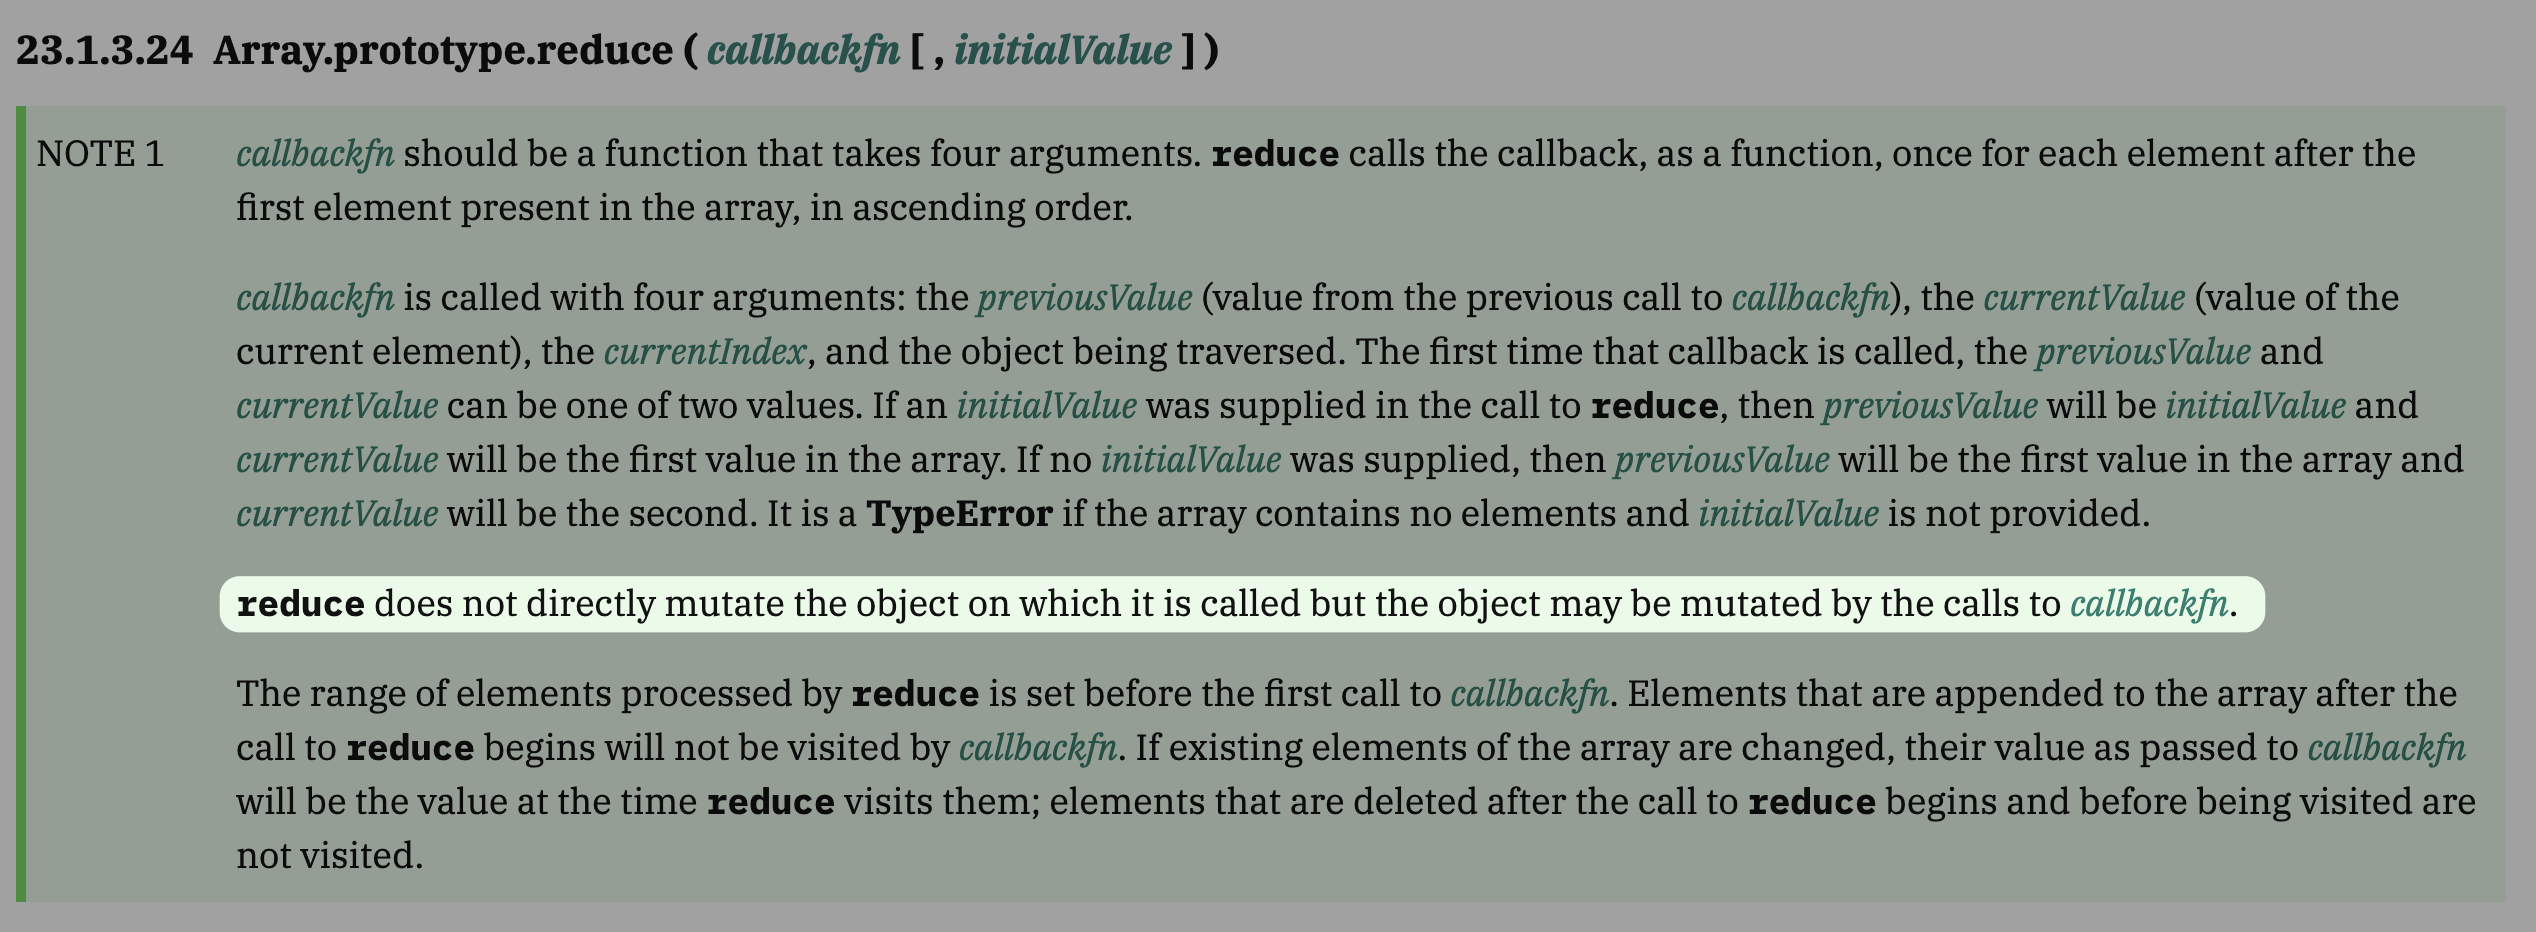 23.1.3.24 Array.prototype.reduce ( callbackfn [ , initialValue ] )
NOTE 1
callbackfn should be a function that takes four arguments. reduce calls the callback, as a function, once for each element after the
first element present in the array, in ascending order.
callbackfn is called with four arguments: the previousValue (value from the previous call to callbackfn), the currentValue (value of the
current element), the currentIndex, and the object being traversed. The first time that callback is called, the previousValue and
currentValue can be one of two values. If an initialValue was supplied in the call to reduce, then previousValue will be initialValue and
currentValue will be the first value in the array. If no initialValue was supplied, then previousValue will be the first value in the array and
currentValue will be the second. It is a TypeError if the array contains no elements and initialValue is not provided.
reduce does not directly mutate the object on which it is called but the object may be mutated by the calls to callbackfn.
The range of elements processed by reduce is set before the first call to callbackfn. Elements that are appended to the array after the
call to reduce begins will not be visited by callbackfn. If existing elements of the array are changed, their value as passed to callbackfn
will be the value at the time reduce visits them; elements that are deleted after the call to reduce begins and before being visited are
not visited.